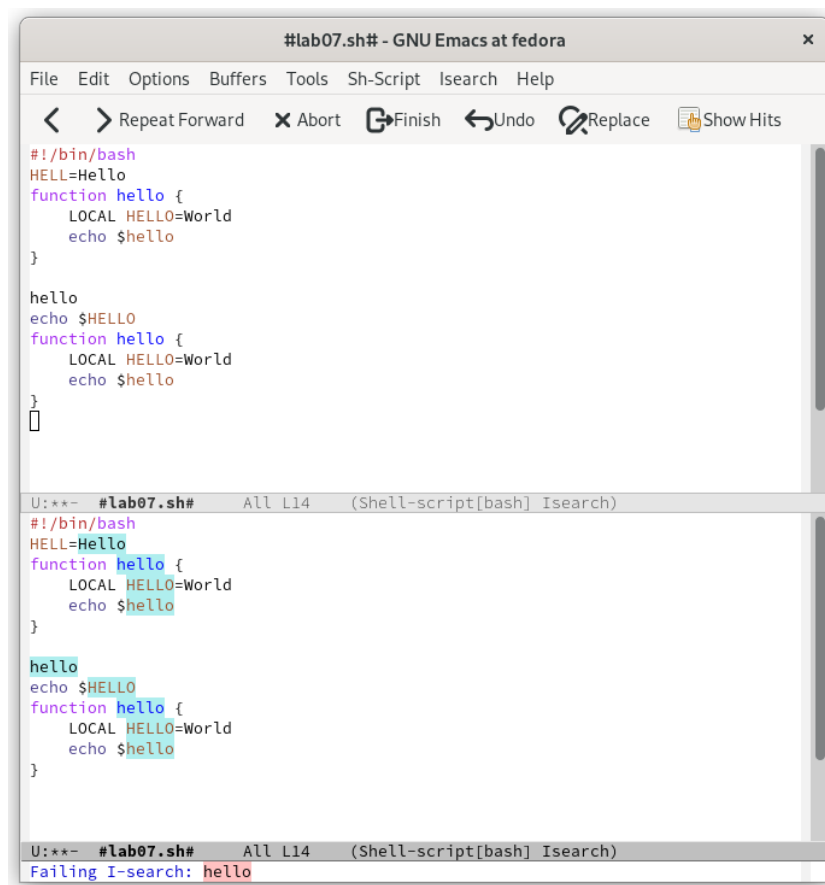 #lab07.sh# - GNU Emacs at fedora ×
File Edit Options Buffers Tools Sh-Script Isearch Help
Repeat Forward Abort Finish Undo Replace Show Hits
#!/bin/bash
HELL=Hello
function hello {
    LOCAL HELLO=World
    echo $hello
}

hello
echo $HELLO
function hello {
    LOCAL HELLO=World
    echo $hello
}
U:**- #lab07.sh# All L14 (Shell-script[bash] Isearch)
#!/bin/bash
HELL=Hello
function hello {
    LOCAL HELLO=World
    echo $hello
}

hello
echo $HELLO
function hello {
    LOCAL HELLO=World
    echo $hello
}
U:**- #lab07.sh# All L14 (Shell-script[bash] Isearch)
Failing I-search: hello